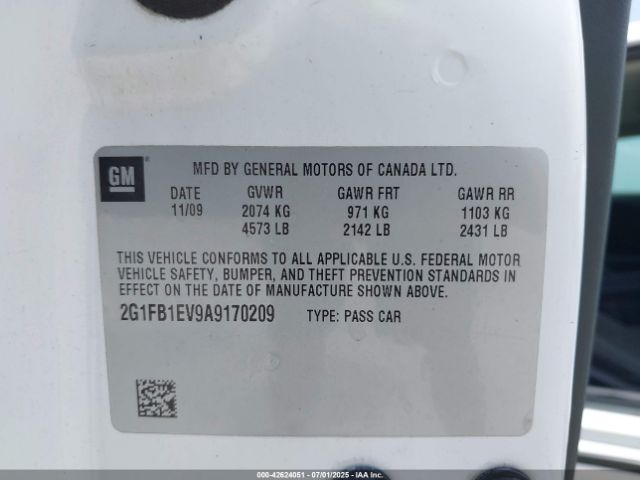 GM
MFD BY GENERAL MOTORS OF CANADA LTD.
DATE GVWR GAWR FRT GAWR RR
11/09 2074 KG 971 KG 1103 KG
4573 LB 2142 LB 2431 LB
THIS VEHICLE CONFORMS TO ALL APPLICABLE U.S. FEDERAL MOTOR
VEHICLE SAFETY, BUMPER, AND THEFT PREVENTION STANDARDS IN
EFFECT ON THE DATE OF MANUFACTURE SHOWN ABOVE.
2G1FB1EV9A9170209 TYPE: PASS CAR
000-42624051 - 07/01/2025 - IAAI.com